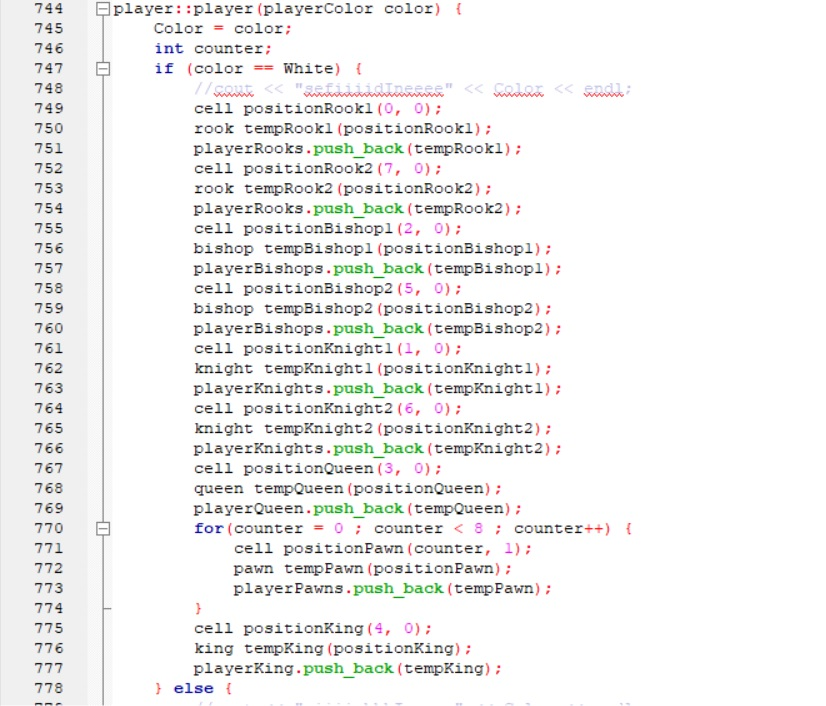 744 player::player(playerColor color) {
745 Color = color;
746 int counter;
747 if (color == White) {
748 //cout << "sefiiiiidIneeee" << Color << endl;
749 cell positionRook1(0, 0);
750 rook tempRook1(positionRook1);
751 playerRooks.push_back(tempRook1);
752 cell positionRook2(7, 0);
753 rook tempRook2(positionRook2);
754 playerRooks.push_back(tempRook2);
755 cell positionBishop1(2, 0);
756 bishop tempBishop1(positionBishop1);
757 playerBishops.push_back(tempBishop1);
758 cell positionBishop2(5, 0);
759 bishop tempBishop2(positionBishop2);
760 playerBishops.push_back(tempBishop2);
761 cell positionKnight1(1, 0);
762 knight tempKnight1(positionKnight1);
763 playerKnights.push_back(tempKnight1);
764 cell positionKnight2(6, 0);
765 knight tempKnight2(positionKnight2);
766 playerKnights.push_back(tempKnight2);
767 cell positionQueen(3, 0);
768 queen tempQueen(positionQueen);
769 playerQueen.push_back(tempQueen);
770 for(counter = 0 ; counter < 8 ; counter++) {
771 cell positionPawn(counter, 1);
772 pawn tempPawn(positionPawn);
773 playerPawns.push_back(tempPawn);
774 }
775 cell positionKing(4, 0);
776 king tempKing(positionKing);
777 playerKing.push_back(tempKing);
778 } else {